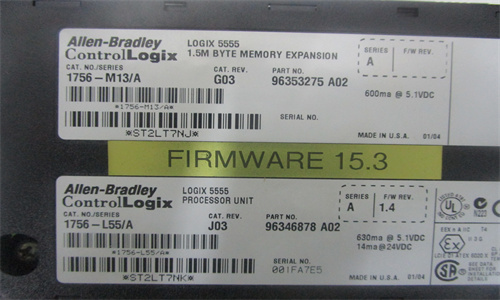 Allen-Bradley
ControlLogix
LOGIX 5555
1.5M BYTE MEMORY EXPANSION
SERIES
A
F/W REV.
CAT. NO./SERIES
1756-M13/A
CAT. REV.
G03
PART NO.
96353275 A02
600ma @ 5.1VDC
*1756-M13/A*
SERIAL NO.
*ST2LT7NJ*
MADE IN U.S.A. 01/04
FIRMWARE 15.3
Allen-Bradley
ControlLogix
LOGIX 5555
PROCESSOR UNIT
SERIES
A
F/W REV.
1.4
CAT. NO./SERIES
1756-L55/A
CAT. REV.
J03
PART NO.
96346878 A02
630ma @ 5.1VDC
14ma @ 24VDC
*1756-L55/A*
SERIAL NO.
001FA7E5
*ST2LT7NK*
MADE IN U.S.A. 01/04
UL
N223
Ex